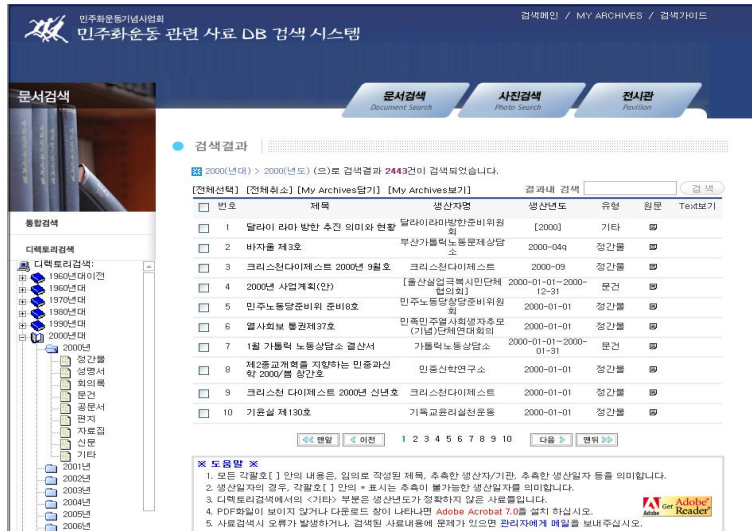 검색메인 / MY ARCHIVES / 검색가이드
민주화운동기념사업회
민주화운동 관련 사료 DB 검색 시스템
문서검색
문서검색 사진검색 전시관
Document Search Photo Search Pavilion
통합검색
디렉토리검색
디렉토리검색:
1960년대이전
1960년대
1970년대
1980년대
1990년대
2000년대
2000년
정간물
성명서
회의록
문건
공문서
편지
자료집
신문
기타
2001년
2002년
2003년
2004년
2005년
2006년
검색결과
2000(년대) > 2000(년도) (으)로 검색결과 2443건이 검색되었습니다.
[전체선택] [전체취소] [My Archives담기] [My Archives보기] 결과내 검색 검색
번호 제목 생산자명 생산년도 유형 원문 Text보기
1 달라이 라마 방한 추진 의미와 현황 달라이라마방한준비위원회 [2000] 기타
2 바자울 제3호 부산가톨릭노동문제상담소 2000-04q 정간물
3 크리스천다이제스트 2000년 9월호 크리스천다이제스트 2000-09 정간물
4 2000년 사업계획(안) [울산실업극복시민단체협의회] 2000-01-01~2000-12-31 문건
5 민주노동당준비위 준비8호 민주노동당창당준비위원회 2000-01-01 정간물
6 열사회보 통권제37호 민족민주열사희생자추모(기념)단체연대회의 2000-01-01 정간물
7 1월 가톨릭 노동상담소 결산서 가톨릭노동상담소 2000-01-01~2000-01-31 문건
8 제2종교개혁을 지향하는 민중과신학 2000/봄 창간호 민중신학연구소 2000-01-01 정간물
9 크리스천 다이제스트 2000년 신년호 크리스천다이제스트 2000-01-01 정간물
10 기윤실 제130호 기독교윤리실천운동 2000-01-01 정간물
맨앞 이전 1 2 3 4 5 6 7 8 9 10 다음 맨뒤
※ 도움말 ※
1. 모든 각괄호[ ] 안의 내용은, 임의로 작성된 제목, 추측한 생산자/기관, 추측한 생산일자 등을 의미합니다.
2. 생산일자의 경우, 각괄호[ ] 안의 * 표시는 추측이 불가능한 생산일자를 의미합니다.
3. 디렉토리검색에서의 <기타> 부분은 생산년도가 정확하지 않은 사료들입니다.
4. PDF화일이 보이지 않거나 다운로드 창이 나타나면 Adobe Acrobat 7.0를 설치 하십시오.
5. 사료검색시 오류가 발생하거나, 검색된 사료내용에 문제가 있으면 관리자에게 메일을 보내주십시오.
Adobe Get Adobe Reader